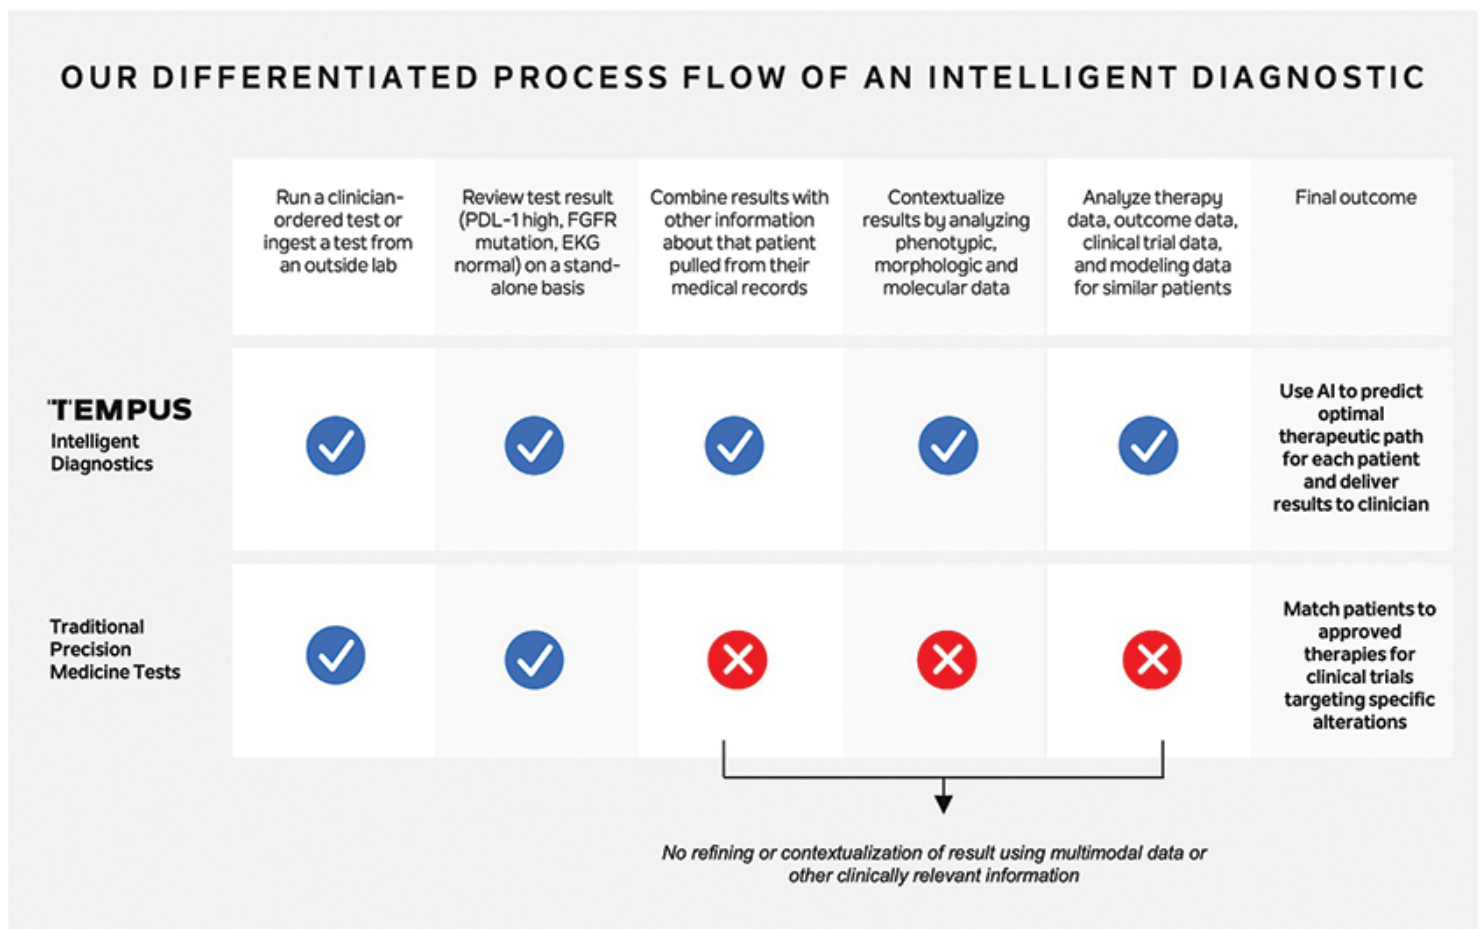 OUR DIFFERENTIATED PROCESS FLOW OF AN INTELLIGENT DIAGNOSTIC
Run a clinician-
ordered test or
ingest a test from
an outside lab
Review test result
(PDL-1 high, FGFR
mutation, EKG
normal) on a stand-
alone basis
Combine results with
other information
about that patient
pulled from their
medical records
Contextualize
results by analyzing
phenotypic,
morphologic and
molecular data
Analyze therapy
data, outcome data,
clinical trial data,
and modeling data
for similar patients
Final outcome
TEMPUS
Intelligent
Diagnostics
Use AI to predict
optimal
therapeutic path
for each patient
and deliver
results to clinician
Traditional
Precision
Medicine Tests
Match patients to
approved
therapies for
clinical trials
targeting specific
alterations
No refining or contextualization of result using multimodal data or
other clinically relevant information